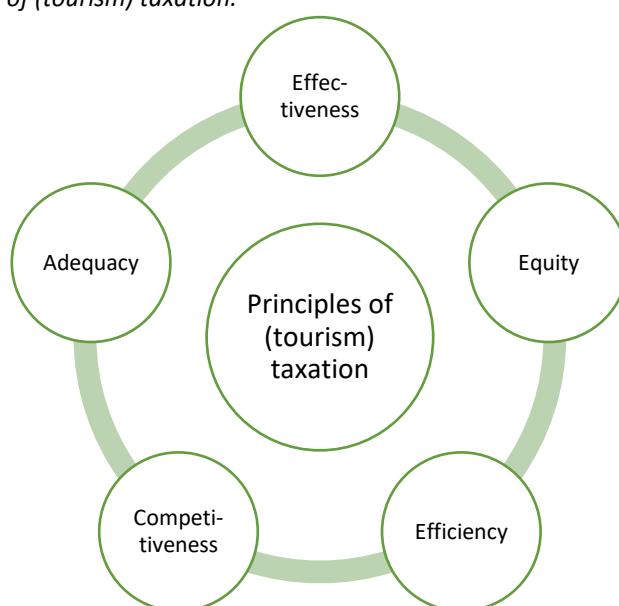 of (tourism) taxation.
Effec-
tiveness
Adequacy
Equity
Principles of
(tourism)
taxation
Competi-
tiveness
Efficiency